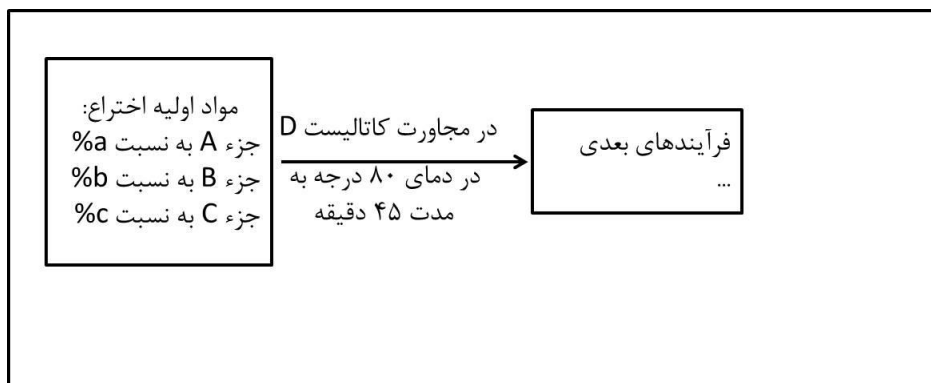 مواد اولیه اختراع:
جزء A به نسبت a%
جزء B به نسبت b%
جزء C به نسبت c%
در مجاورت کاتالیست D
در دمای ۸۰ درجه به
مدت ۴۵ دقیقه
فرآیندهای بعدی
...